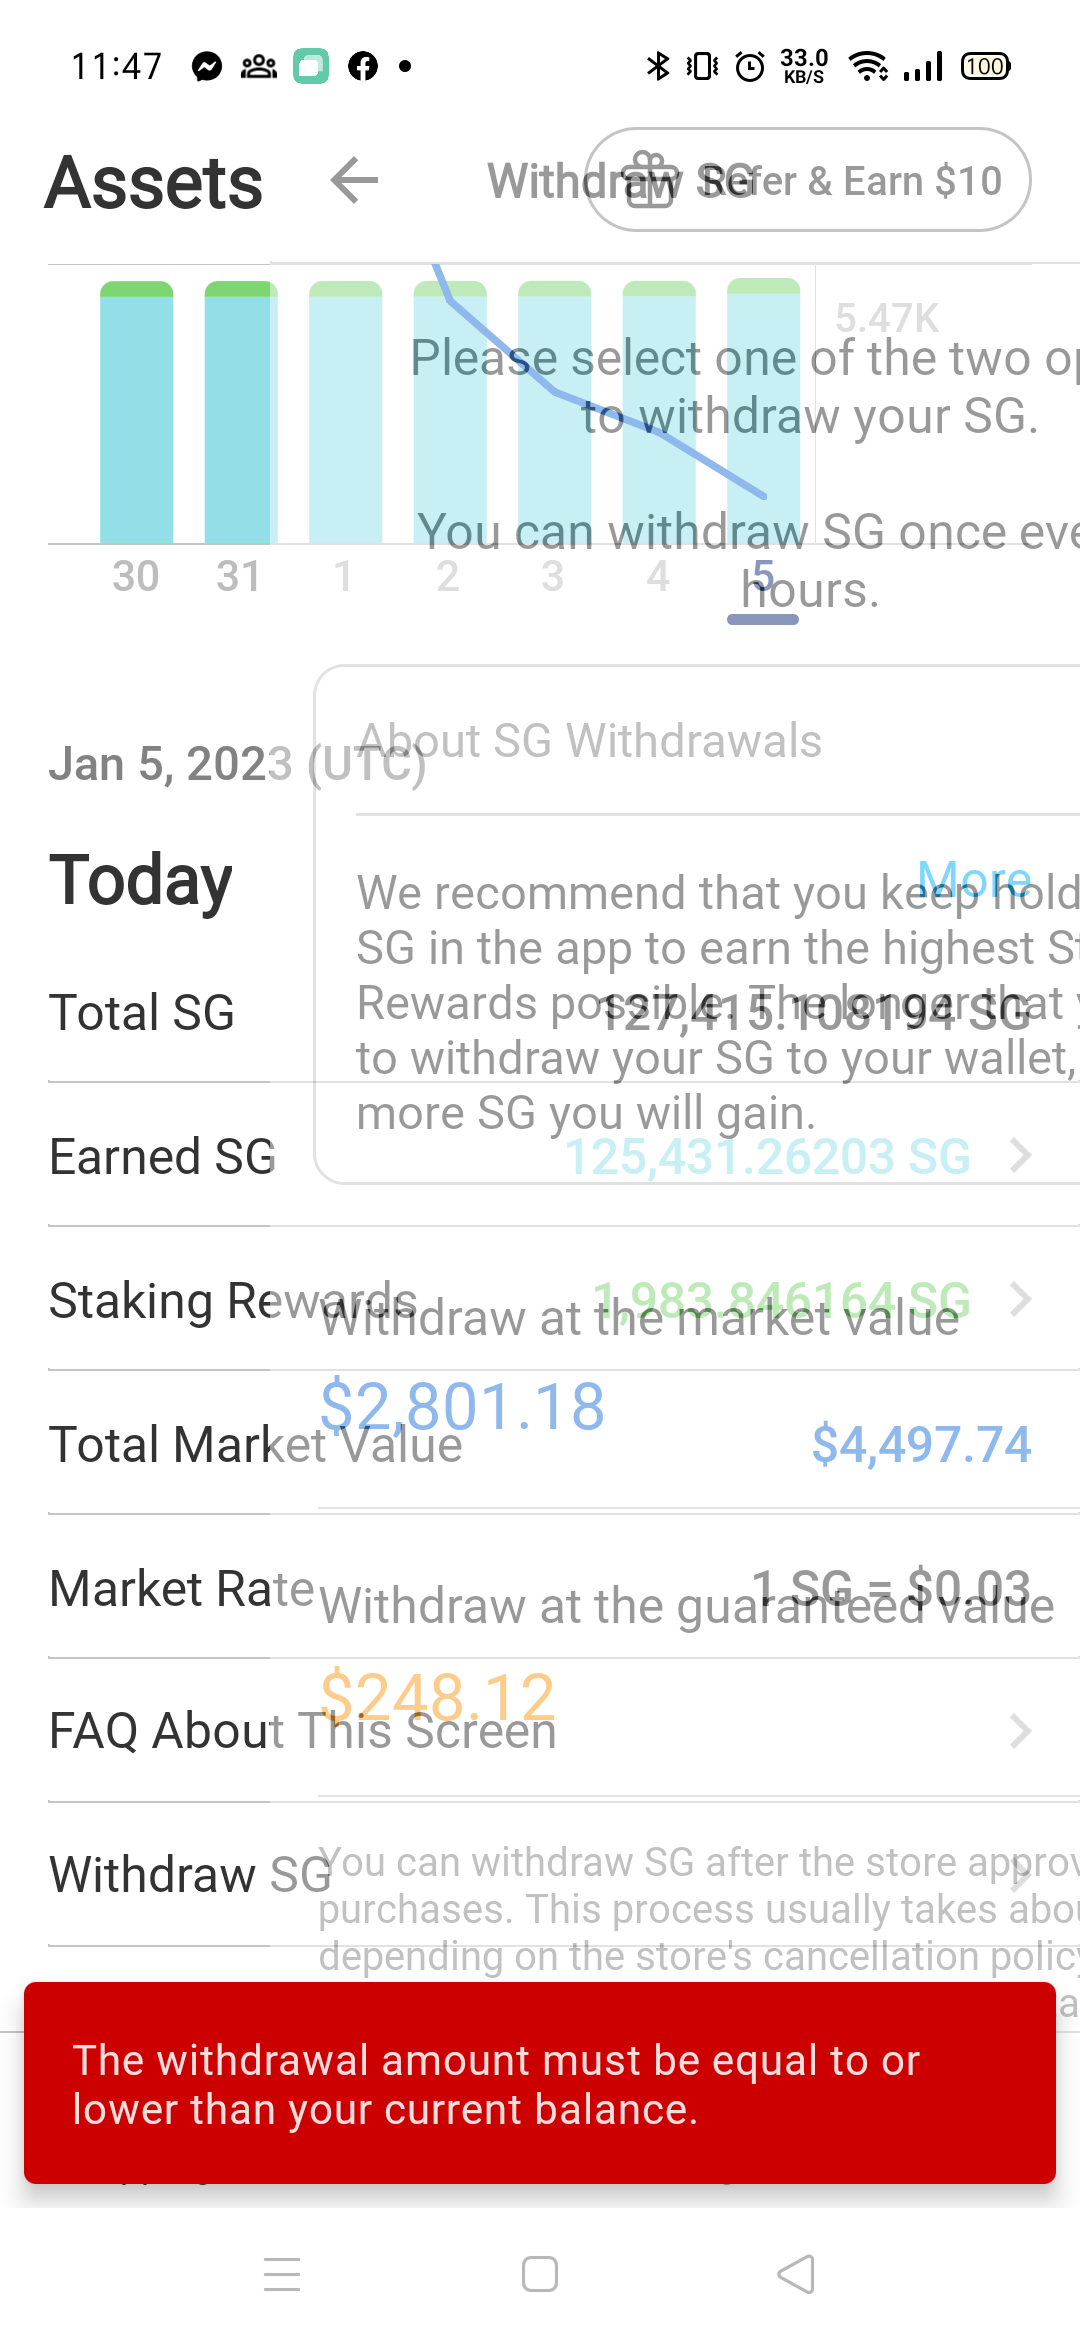 11:47
33.0
KB/S
100
Assets
Withdraw SG
Refer & Earn $10
5.47K
Please select one of the two
to withdraw your SG.
You can withdraw SG once
hours.
30 31 1 2 3 4 5
About SG Withdrawals
Jan 5, 2023 (UTC)
Today
More
We recommend that you keep hold
SG in the app to earn the highest
Rewards possible. The longer that
to withdraw your SG to your wallet,
more SG you will gain.
Total SG
127,415.108194 SG
Earned SG
125,431.26203 SG
Staking Rewards
1,983.846164 SG
Withdraw at the market value
$2,801.18
Total Market Value
$4,497.74
Market Rate
1 SG = $0.03
Withdraw at the guaranteed value
$248.12
FAQ About This Screen
Withdraw SG
You can withdraw SG after the store
purchases. This process usually takes
depending on the store's cancellation
The withdrawal amount must be equal to or
lower than your current balance.